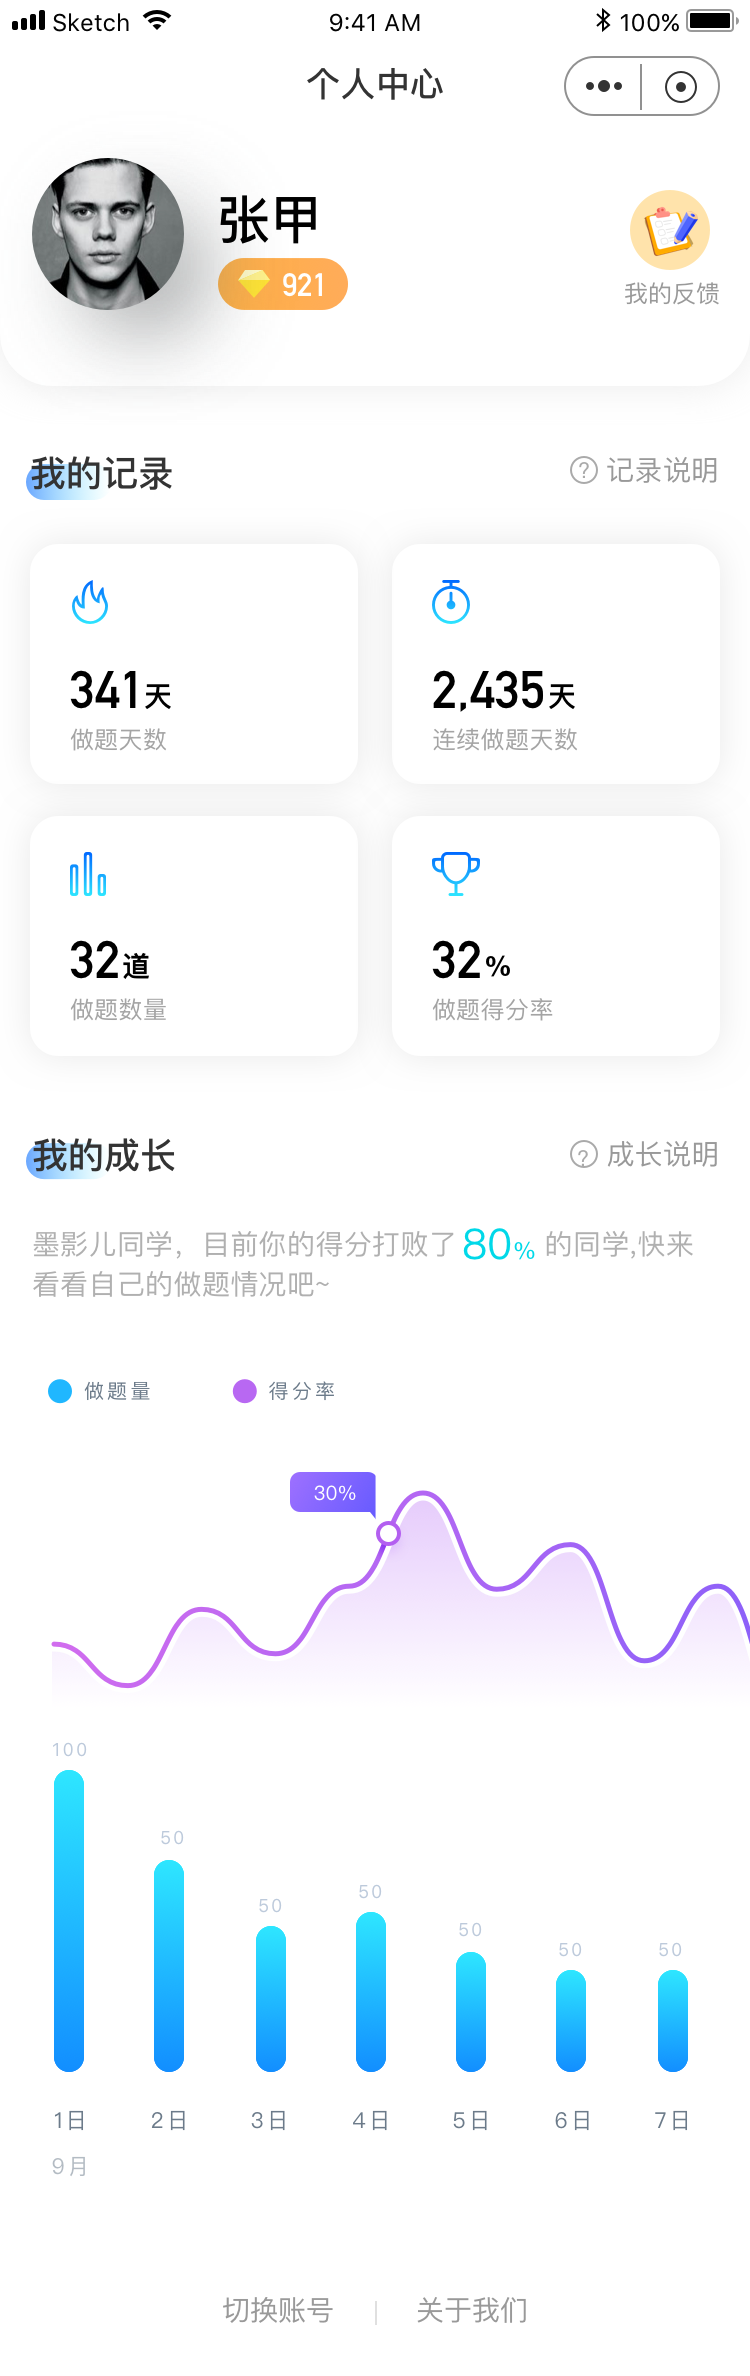 Sketch 9:41 AM 100%
个人中心
张甲
921
我的反馈
我的记录
? 记录说明
341天
做题天数
2,435天
连续做题天数
32道
做题数量
32%
做题得分率
我的成长
? 成长说明
墨影儿同学，目前你的得分打败了80% 的同学,快来
看看自己的做题情况吧~
做题量 得分率
30%
100
50
50
50
50
50
50
1日 2日 3日 4日 5日 6日 7日
9月
切换账号 | 关于我们